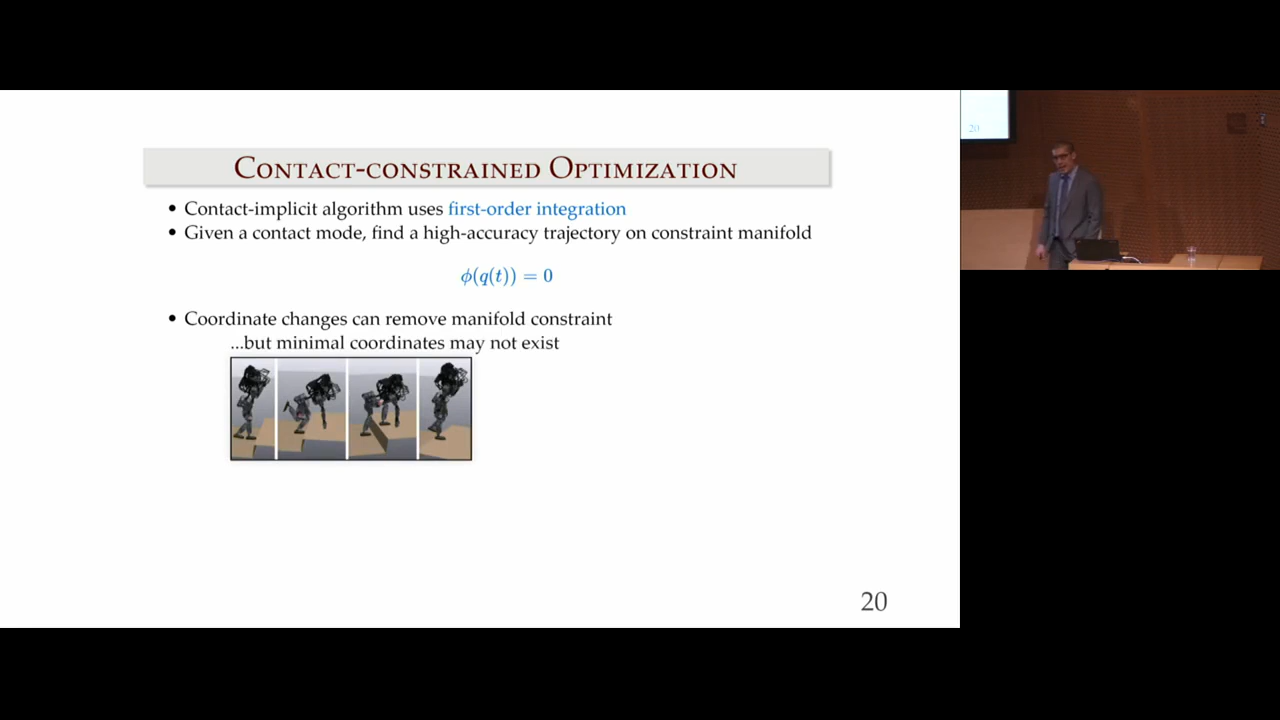 CONTACT-CONSTRAINED OPTIMIZATION
• Contact-implicit algorithm uses first-order integration
• Given a contact mode, find a high-accuracy trajectory on constraint manifold
ϕ(q(t)) = 0
• Coordinate changes can remove manifold constraint
...but minimal coordinates may not exist
20
20